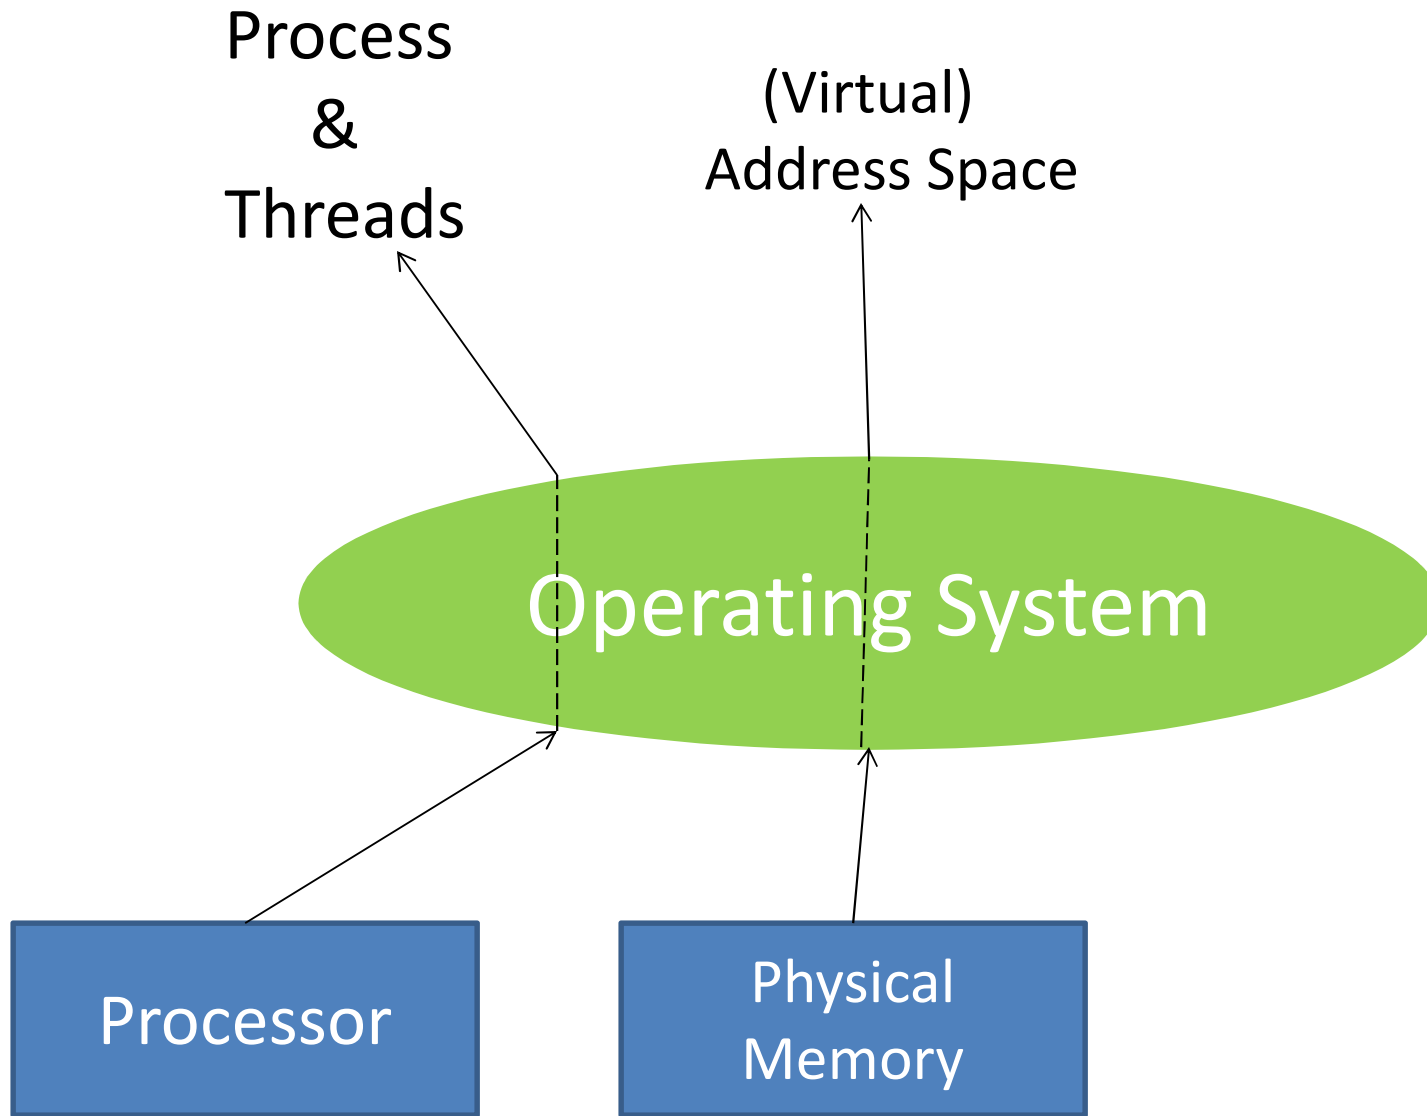 Process
&
Threads
(Virtual)
Address Space
Operating System
Processor
Physical
Memory